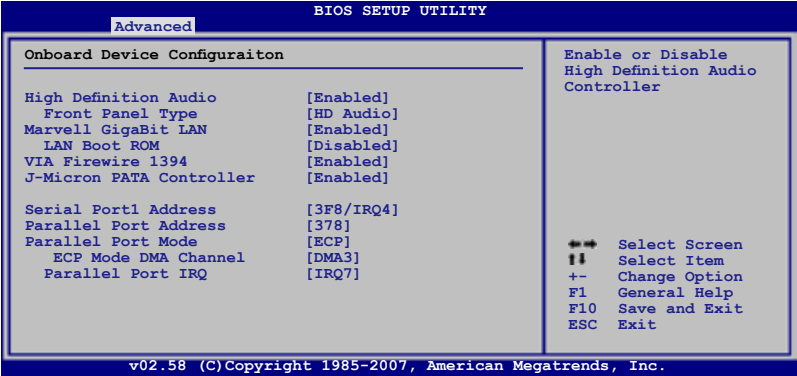 BIOS SETUP UTILITY
Advanced
Onboard Device Configuraiton
High Definition Audio [Enabled]
Front Panel Type [HD Audio]
Marvell GigaBit LAN [Enabled]
LAN Boot ROM [Disabled]
VIA Firewire 1394 [Enabled]
J-Micron PATA Controller [Enabled]
Serial Port1 Address [3F8/IRQ4]
Parallel Port Address [378]
Parallel Port Mode [ECP]
ECP Mode DMA Channel [DMA3]
Parallel Port IRQ [IRQ7]
Enable or Disable
High Definition Audio
Controller
Select Screen
Select Item
+- Change Option
F1 General Help
F10 Save and Exit
ESC Exit
v02.58 (C)Copyright 1985-2007, American Megatrends, Inc.